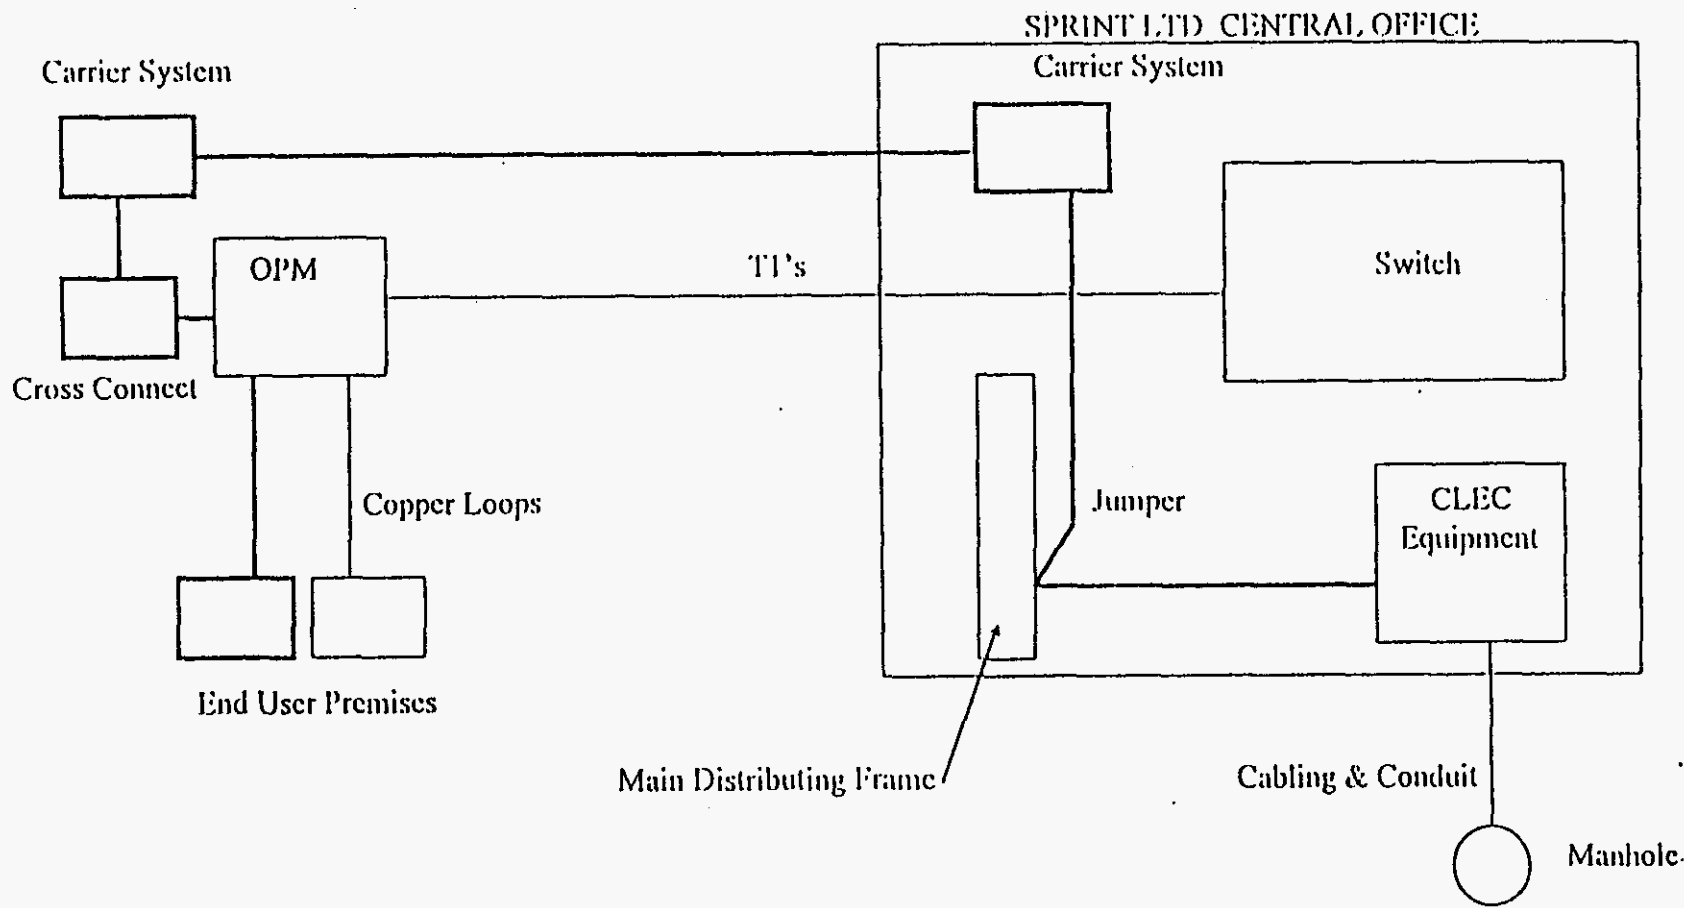 SPRINT LTD CENTRAL OFFICE
Carrier System
Carrier System
OPM
T1's
Switch
Cross Connect
Copper Loops
Jumper
CLEC
Equipment
End User Premises
Main Distributing Frame
Cabling & Conduit
Manhole